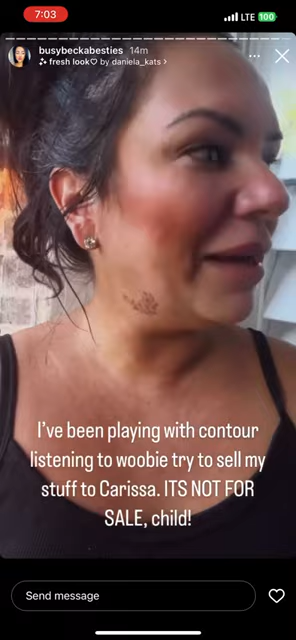 7:03
LTE 100
busybeckabesties 14m
fresh look♡ by daniela_kats >
I've been playing with contour
listening to woobie try to sell my
stuff to Carissa. ITS NOT FOR
SALE, child!
Send message